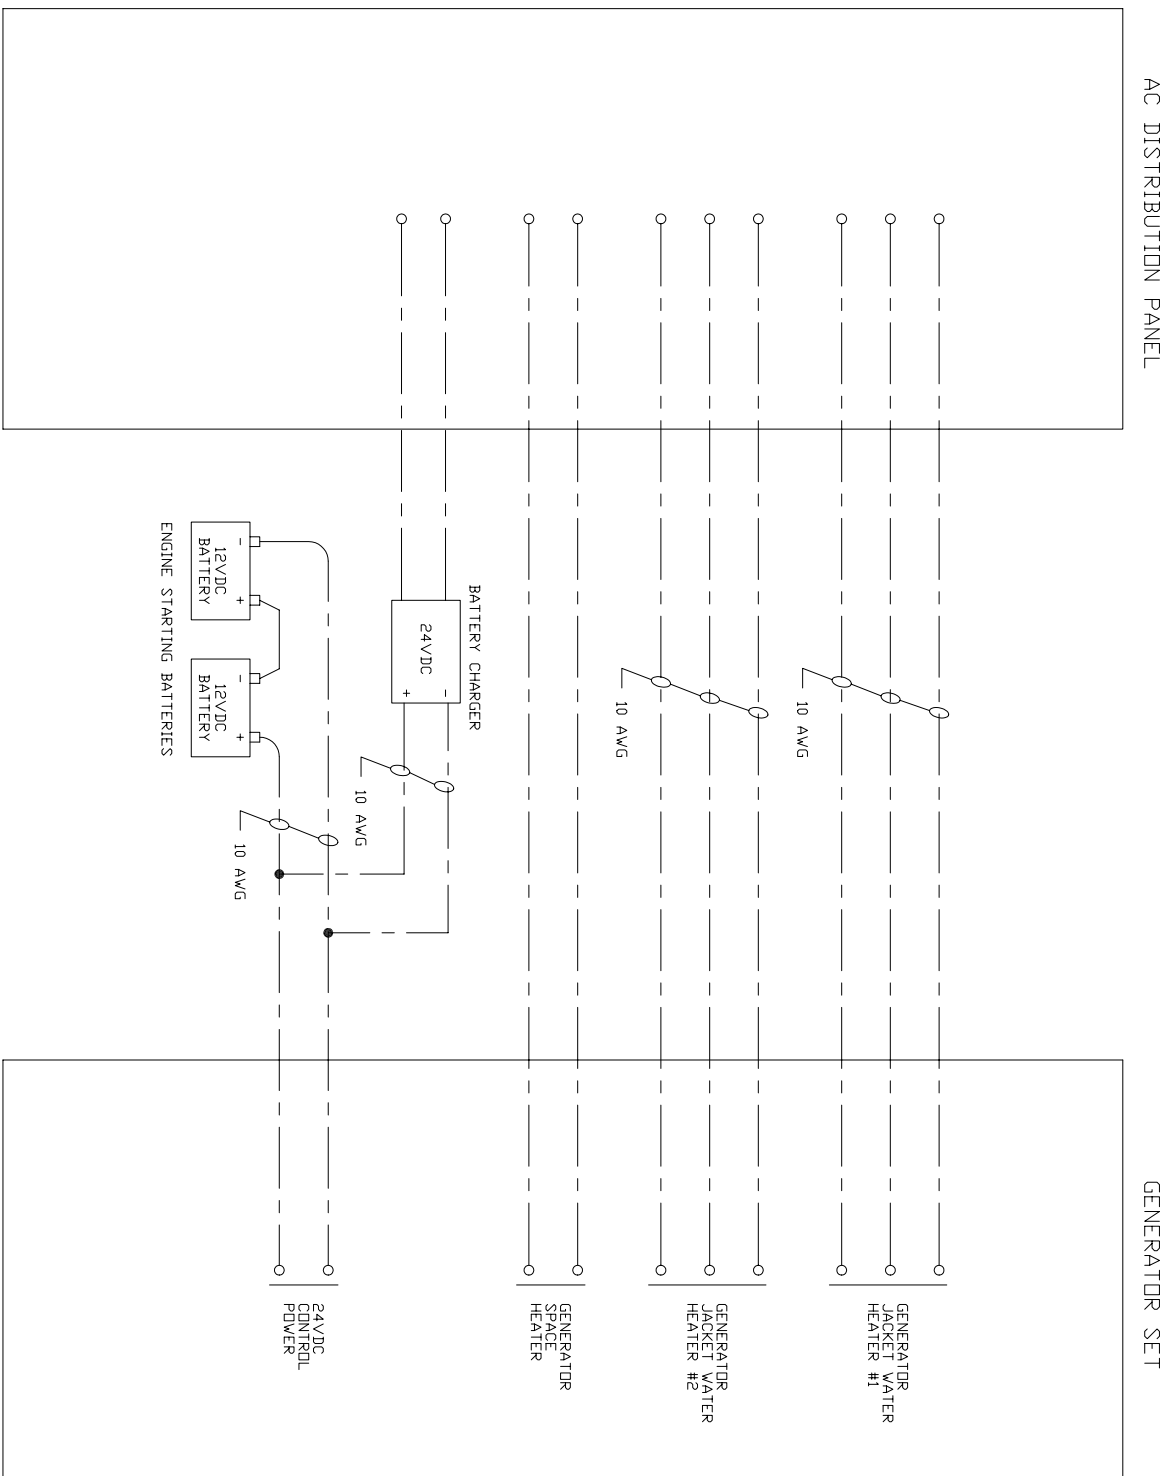 AC DISTRIBUTION PANEL
GENERATOR SET
10 AWG
GENERATOR
JACKET WATER
HEATER #1
10 AWG
GENERATOR
JACKET WATER
HEATER #2
GENERATOR
SPACE
HEATER
BATTERY CHARGER
24VDC
+ -
10 AWG
12VDC
BATTERY
- +
12VDC
BATTERY
- +
ENGINE STARTING BATTERIES
10 AWG
24VDC
CONTROL
POWER